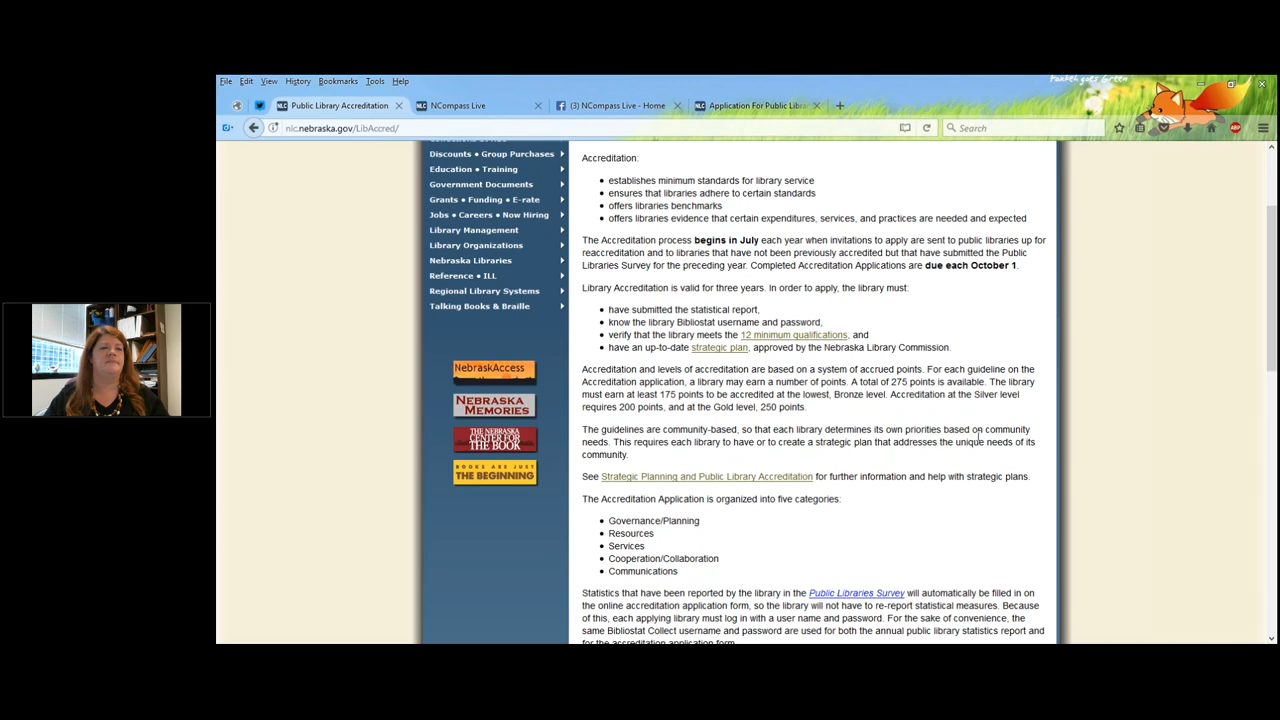 Foxkeh goes Green
File Edit View History Bookmarks Tools Help
Public Library Accreditation
NCompass Live
(3) NCompass Live - Home
Application For Public Libra
nlc.nebraska.gov/LibAccred/
Search
ABP
Discounts • Group Purchases
Education • Training
Government Documents
Grants • Funding • E-rate
Jobs • Careers • Now Hiring
Library Management
Library Organizations
Nebraska Libraries
Reference • ILL
Regional Library Systems
Talking Books & Braille
NebraskAccess
NEBRASKA
MEMORIES
THE NEBRASKA
CENTER FOR
THE BOOK
BOOKS ARE JUST
THE BEGINNING
Accreditation:
• establishes minimum standards for library service
• ensures that libraries adhere to certain standards
• offers libraries benchmarks
• offers libraries evidence that certain expenditures, services, and practices are needed and expected
The Accreditation process begins in July each year when invitations to apply are sent to public libraries up for
reaccreditation and to libraries that have not been previously accredited but that have submitted the Public
Libraries Survey for the preceding year. Completed Accreditation Applications are due each October 1.
Library Accreditation is valid for three years. In order to apply, the library must:
• have submitted the statistical report,
• know the library Bibliostat username and password,
• verify that the library meets the 12 minimum qualifications, and
• have an up-to-date strategic plan, approved by the Nebraska Library Commission.
Accreditation and levels of accreditation are based on a system of accrued points. For each guideline on the
Accreditation application, a library may earn a number of points. A total of 275 points is available. The library
must earn at least 175 points to be accredited at the lowest, Bronze level. Accreditation at the Silver level
requires 200 points, and at the Gold level, 250 points.
The guidelines are community-based, so that each library determines its own priorities based on community
needs. This requires each library to have or to create a strategic plan that addresses the unique needs of its
community.
See Strategic Planning and Public Library Accreditation for further information and help with strategic plans.
The Accreditation Application is organized into five categories:
• Governance/Planning
• Resources
• Services
• Cooperation/Collaboration
• Communications
Statistics that have been reported by the library in the Public Libraries Survey will automatically be filled in on
the online accreditation application form, so the library will not have to re-report statistical measures. Because
of this, each applying library must log in with a user name and password. For the sake of convenience, the
same Bibliostat Collect username and password are used for both the annual public library statistics report and
for the accreditation application form.